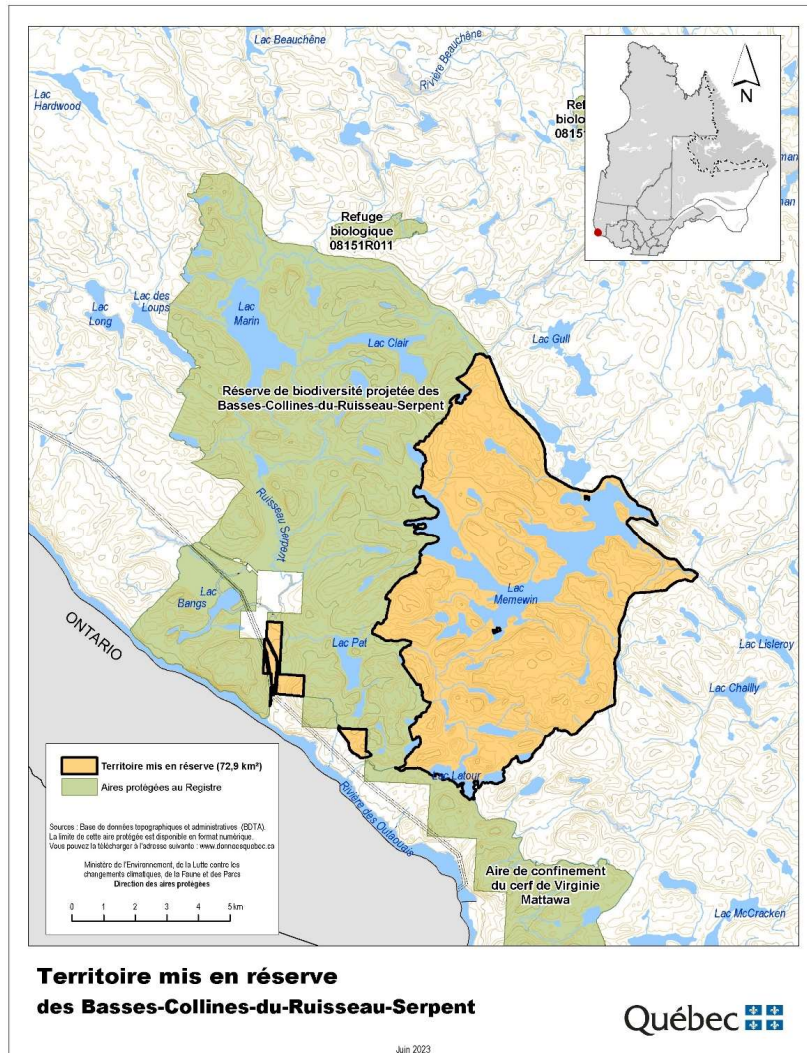 Lac Beauchêne
Rivière Beauchêne
Lac
Hardwood
N
Refuge
biologique
08151R011
Lac des
Loups
Lac
Long
Lac
Marin
Lac Clair
Lac Gull
Réserve de biodiversité projetée des
Basses-Collines-du-Ruisseau-Serpent
Ruisseau Serpent
Lac
Bangs
Lac
Memewin
ONTARIO
Lac Pat
Lac Lisleroy
Lac Chailly
Lac Latour
Rivière des Outaouais
Territoire mis en réserve (72,9 km²)
Aires protégées au Registre
Sources : Base de données topographiques et administratives (BDTA).
La limite de cette aire protégée est disponible en format numérique.
Vous pouvez la télécharger à l'adresse suivante : www.donneesquebec.ca
Ministère de l'Environnement, de la Lutte contre les
changements climatiques, de la Faune et des Parcs
Direction des aires protégées
0 1 2 3 4 5 km
Aire de confinement
du cerf de Virginie
Mattawa
Lac McCracken
Territoire mis en réserve
des Basses-Collines-du-Ruisseau-Serpent
Québec
Juin 2023